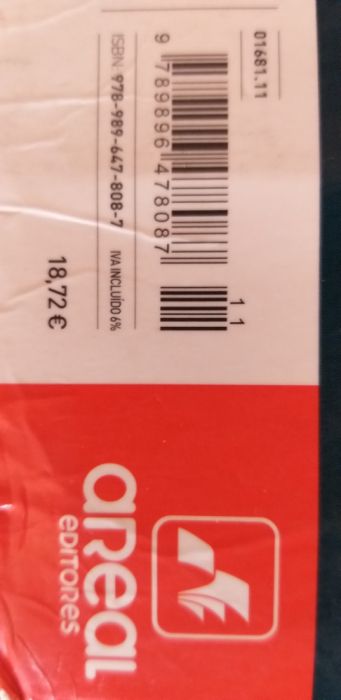 01681.11
9 789896 478087
11
ISBN: 978-989-647-808-7 IVA INCLUÍDO 6%
18,72 €
aREal
EDITORES